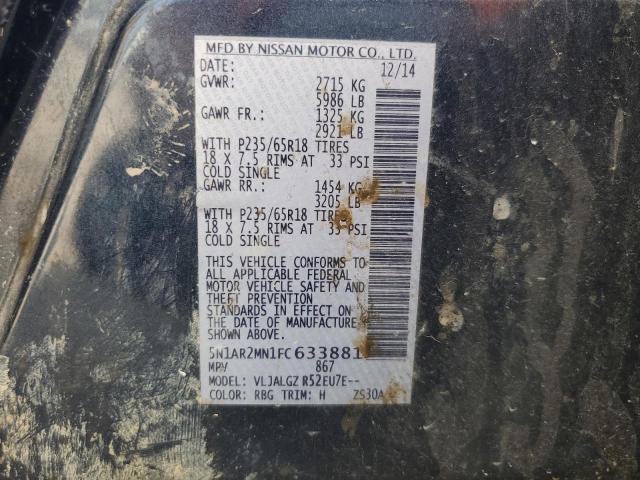 MFD BY NISSAN MOTOR CO., LTD.
DATE: 12/14
GVWR: 2715 KG
5986 LB
GAWR FR.: 1325 KG
2921 LB
WITH P235/65R18 TIRES
18 X 7.5 RIMS AT 33 PSI
COLD SINGLE
GAWR RR.: 1454 KG
3205 LB
WITH P235/65R18 TIRES
18 X 7.5 RIMS AT 33 PSI
COLD SINGLE
THIS VEHICLE CONFORMS TO
ALL APPLICABLE FEDERAL
MOTOR VEHICLE SAFETY AND
THEFT PREVENTION
STANDARDS IN EFFECT ON
THE DATE OF MANUFACTURE
SHOWN ABOVE.
5N1AR2MN1FC633881
MPV 867
MODEL: VLJALGZ R52EU7E--
COLOR: RBG TRIM: H ZS30A